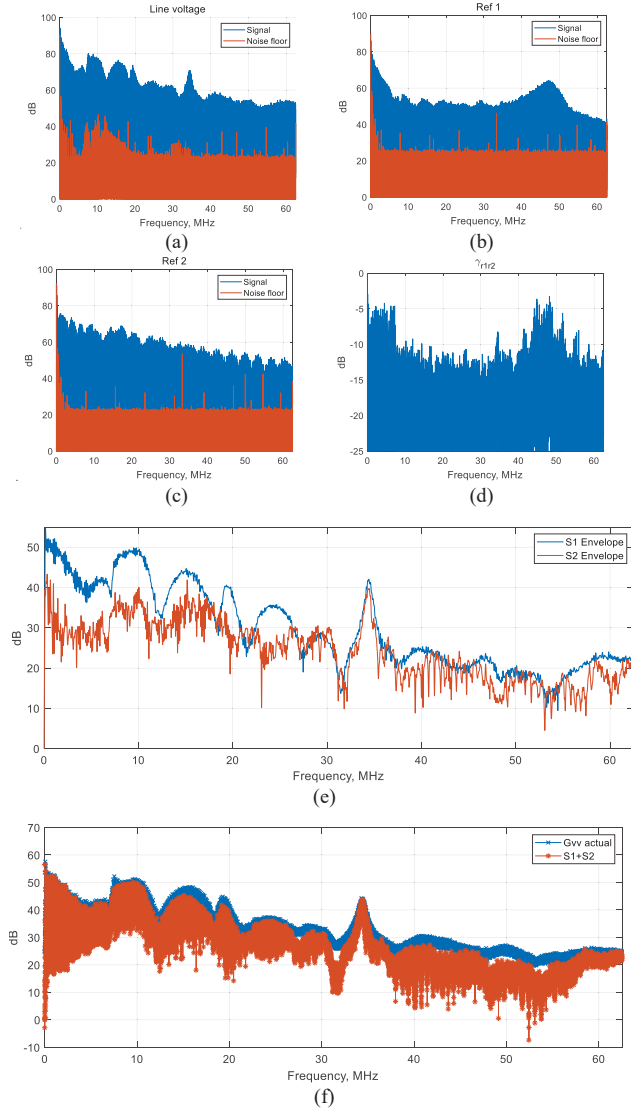 Line voltage
Signal
Noise floor
dB
100
80
60
40
20
0
0 10 20 30 40 50 60
Frequency, MHz
(a)
Ref 1
Signal
Noise floor
dB
100
80
60
40
20
0
0 10 20 30 40 50 60
Frequency, MHz
(b)
Ref 2
Signal
Noise floor
dB
100
80
60
40
20
0
0 10 20 30 40 50 60
Frequency, MHz
(c)
γr1r2
dB
0
-5
-10
-15
-20
-25
0 10 20 30 40 50 60
Frequency, MHz
(d)
S1 Envelope
S2 Envelope
dB
50
40
30
20
10
0
0 10 20 30 40 50 60
Frequency, MHz
(e)
Gvv actual
S1+S2
dB
70
60
50
40
30
20
10
0
-10
0 10 20 30 40 50 60
Frequency, MHz
(f)